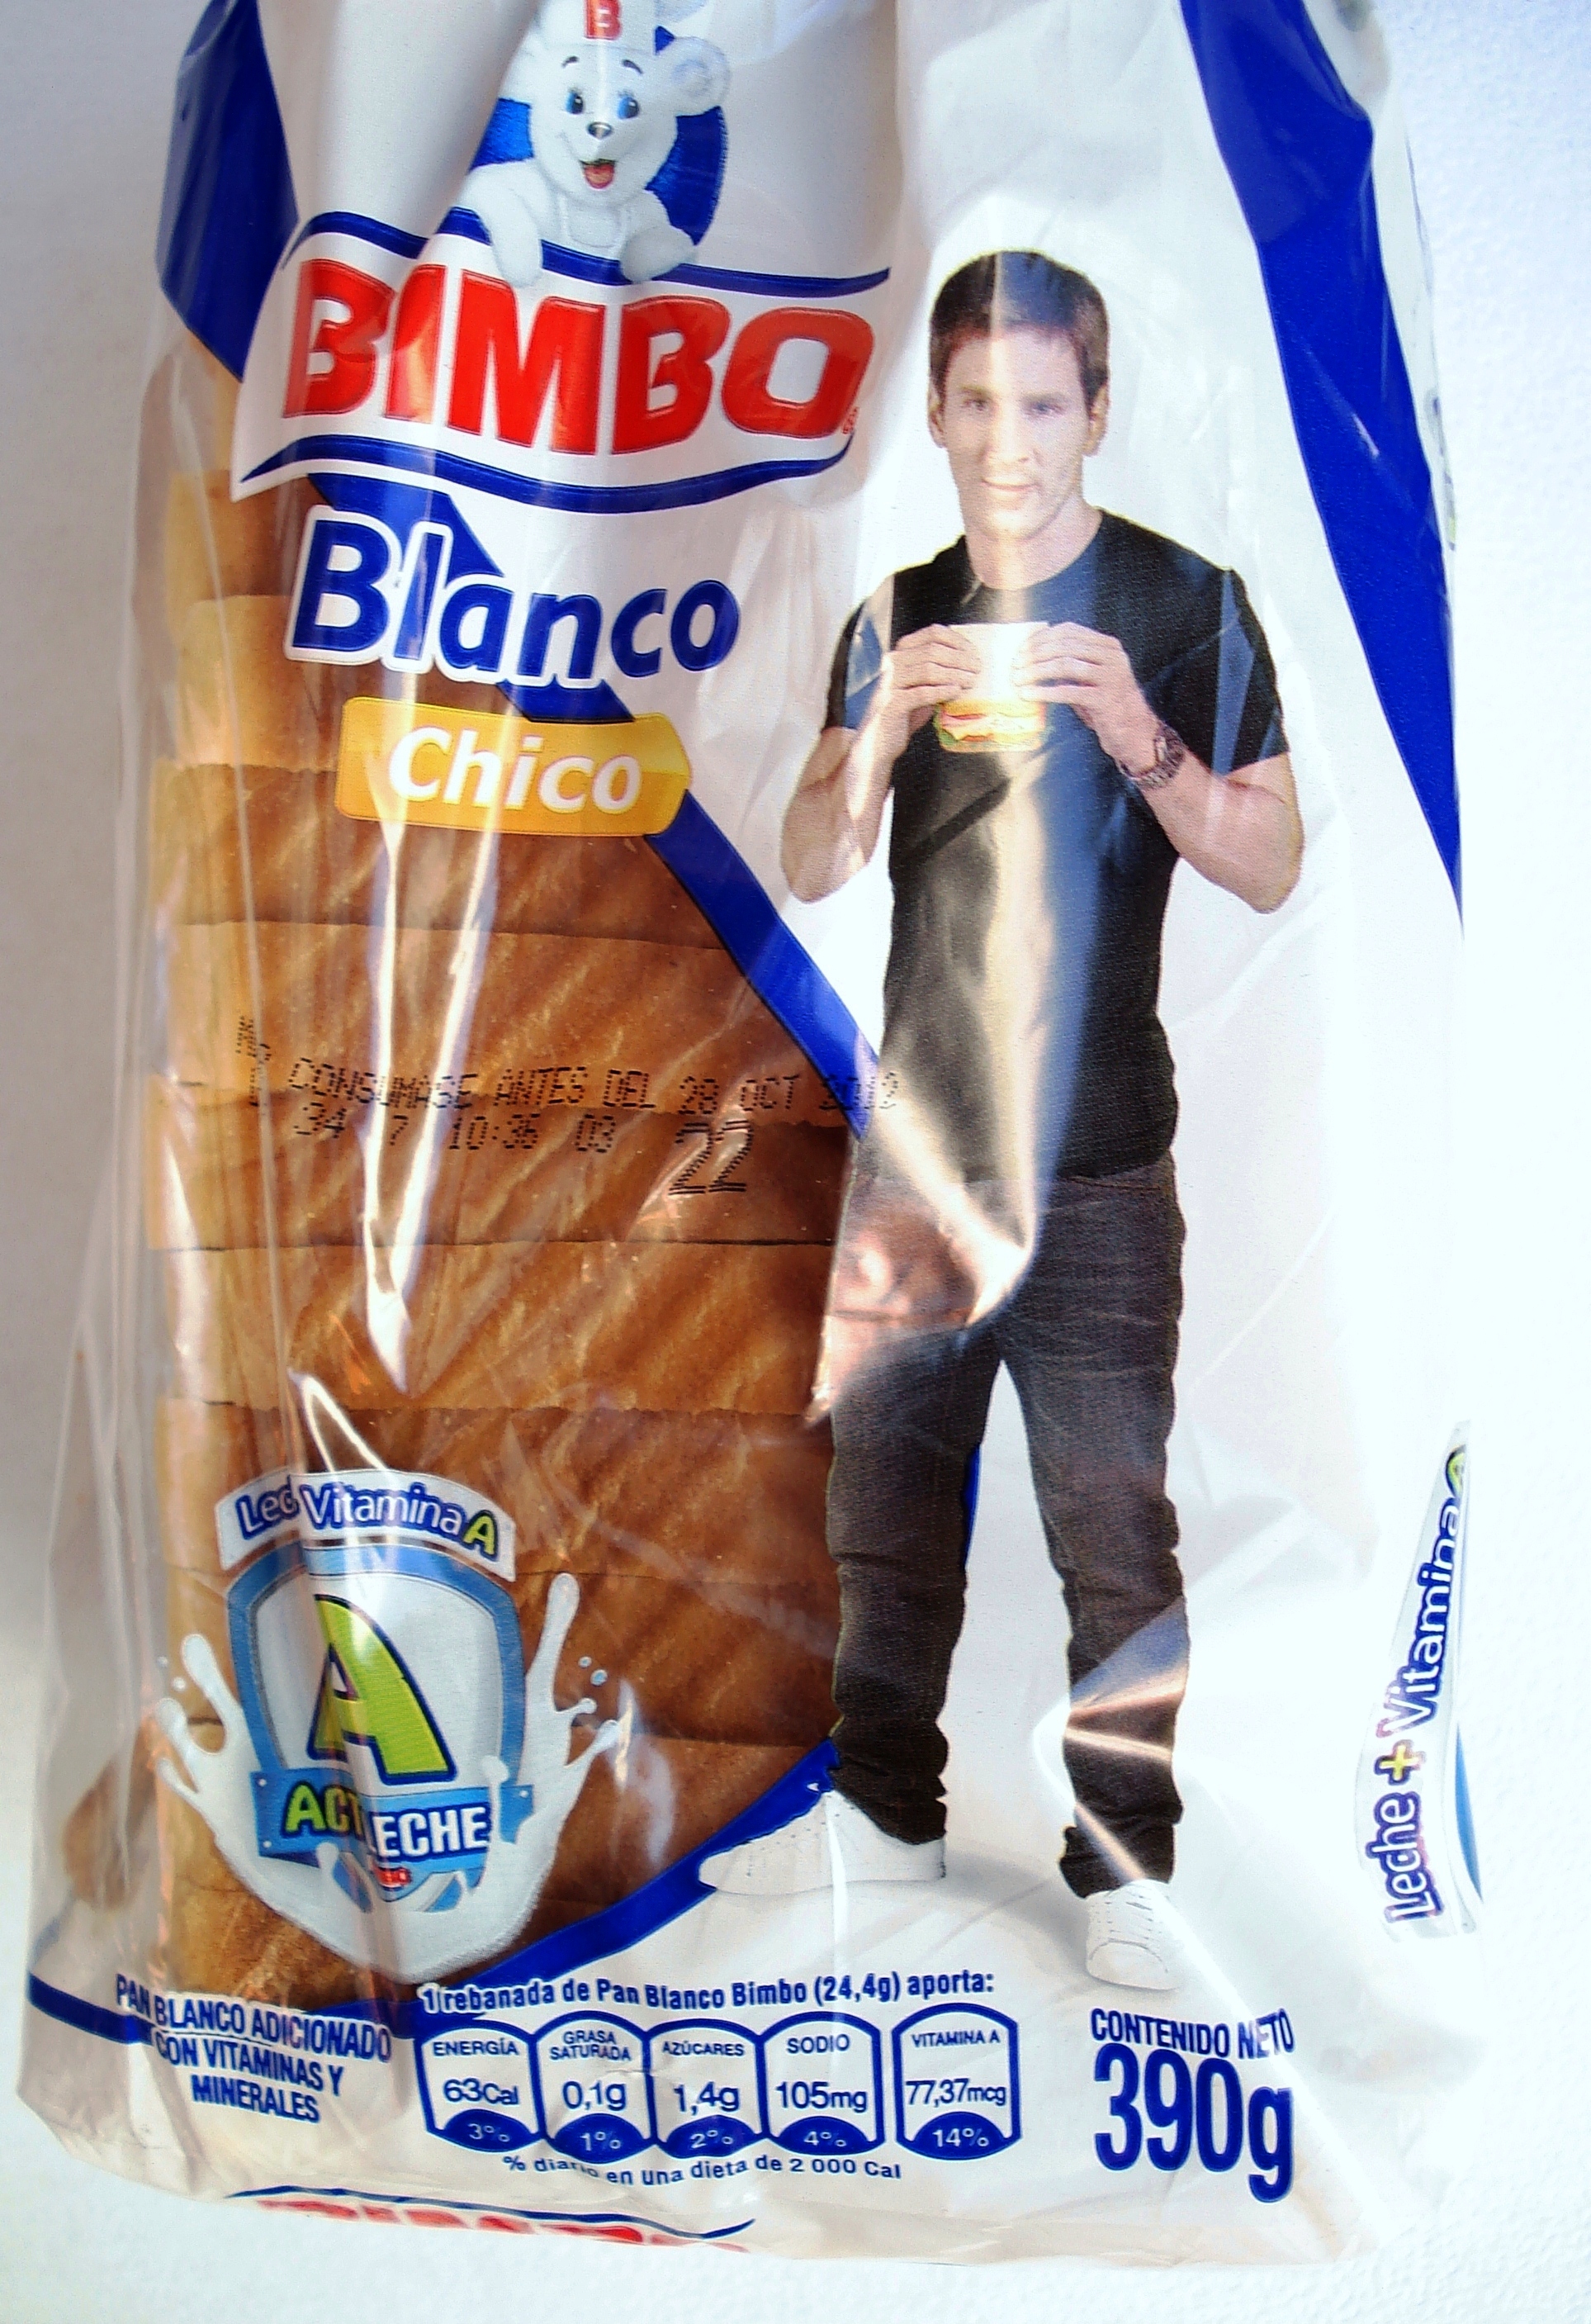 B
BIMBO
Blanco
Chico
CONSUMASE ANTES DEL 28 OCT
34 7 10:36 03 22
Vitamina A
A
LECHE
Leche + Vitamina A
PAN BLANCO ADICIONADO
CON VITAMINAS Y
MINERALES
1 rebanada de Pan Blanco Bimbo (24,4g) aporta:
ENERGÍA GRASA SATURADA AZÚCARES SODIO VITAMINA A
63Cal 0,1g 1,4g 105mg 77,37mcg
3% 1% 2% 4% 14%
% diario en una dieta de 2 000 Cal
CONTENIDO NETO
390g